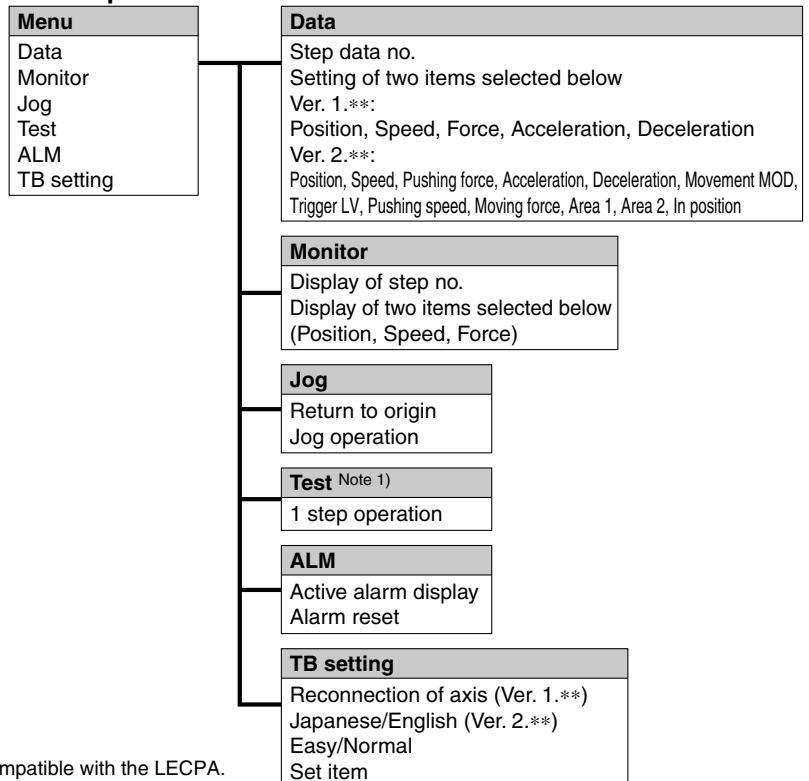 Menu
Data
Monitor
Jog
Test
ALM
TB setting
Data
Step data no.
Setting of two items selected below
Ver. 1.**:
Position, Speed, Force, Acceleration, Deceleration
Ver. 2.**:
Position, Speed, Pushing force, Acceleration, Deceleration, Movement MOD,
Trigger LV, Pushing speed, Moving force, Area 1, Area 2, In position
Monitor
Display of step no.
Display of two items selected below
(Position, Speed, Force)
Jog
Return to origin
Jog operation
Test Note 1)
1 step operation
ALM
Active alarm display
Alarm reset
TB setting
Reconnection of axis (Ver. 1.**)
Japanese/English (Ver. 2.**)
Easy/Normal
Set item
with the LECPA.